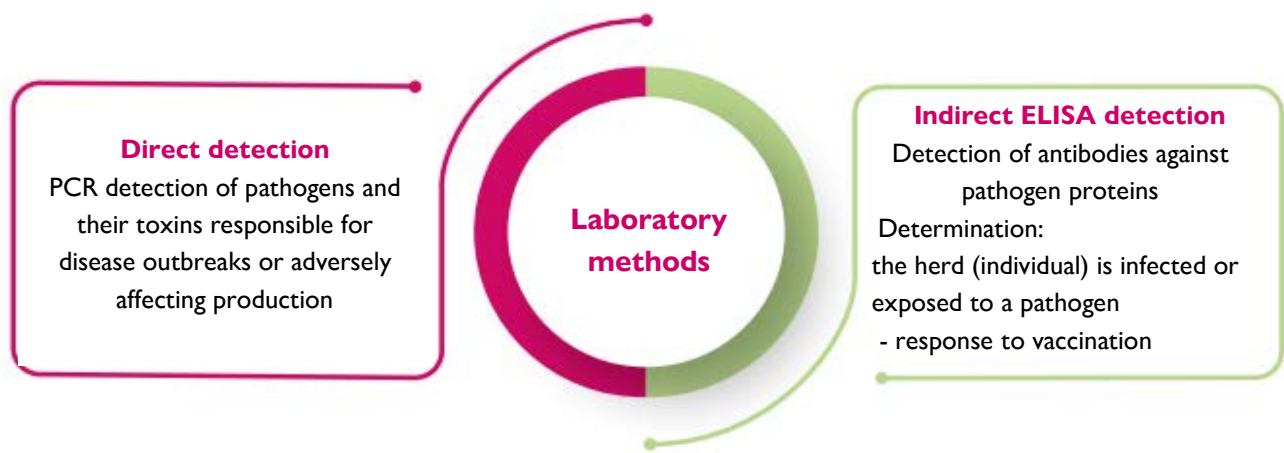 Direct detection
PCR detection of pathogens and
their toxins responsible for
disease outbreaks or adversely
affecting production
Laboratory
methods
Indirect ELISA detection
Detection of antibodies against
pathogen proteins
Determination:
the herd (individual) is infected or
exposed to a pathogen
- response to vaccination